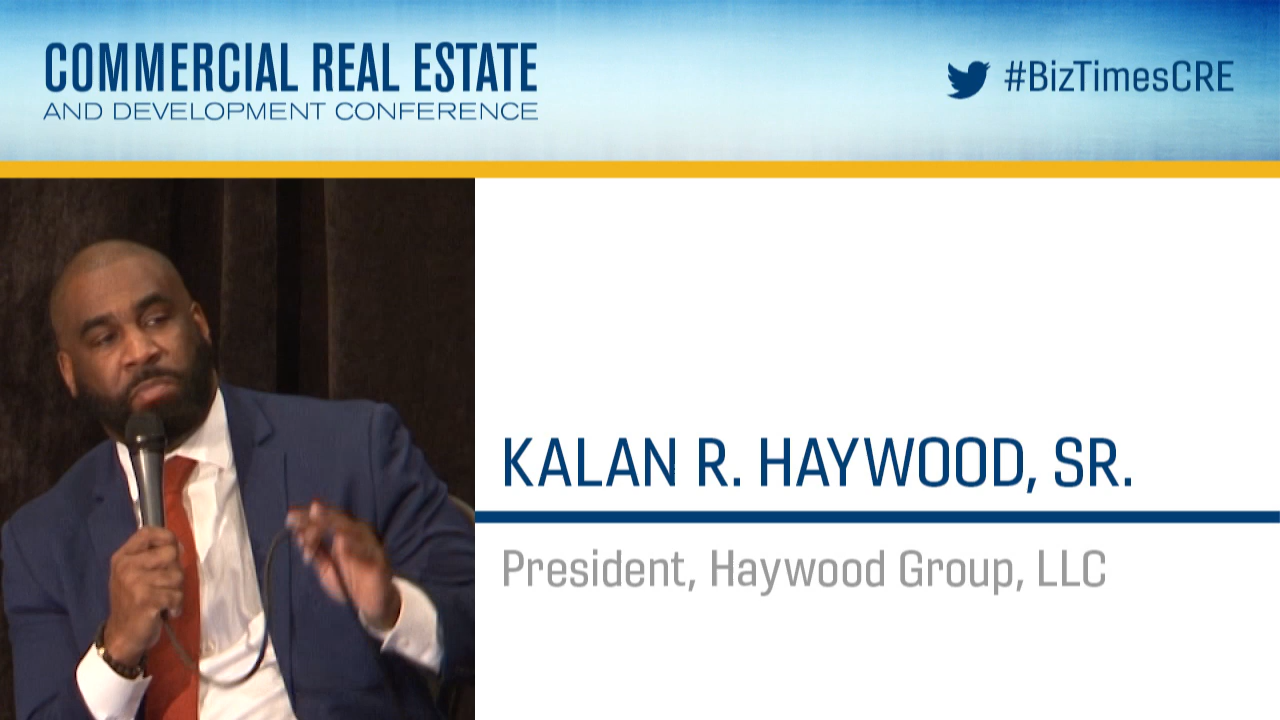 COMMERCIAL REAL ESTATE
AND DEVELOPMENT CONFERENCE
#BizTimesCRE
KALAN R. HAYWOOD, SR.
President, Haywood Group, LLC